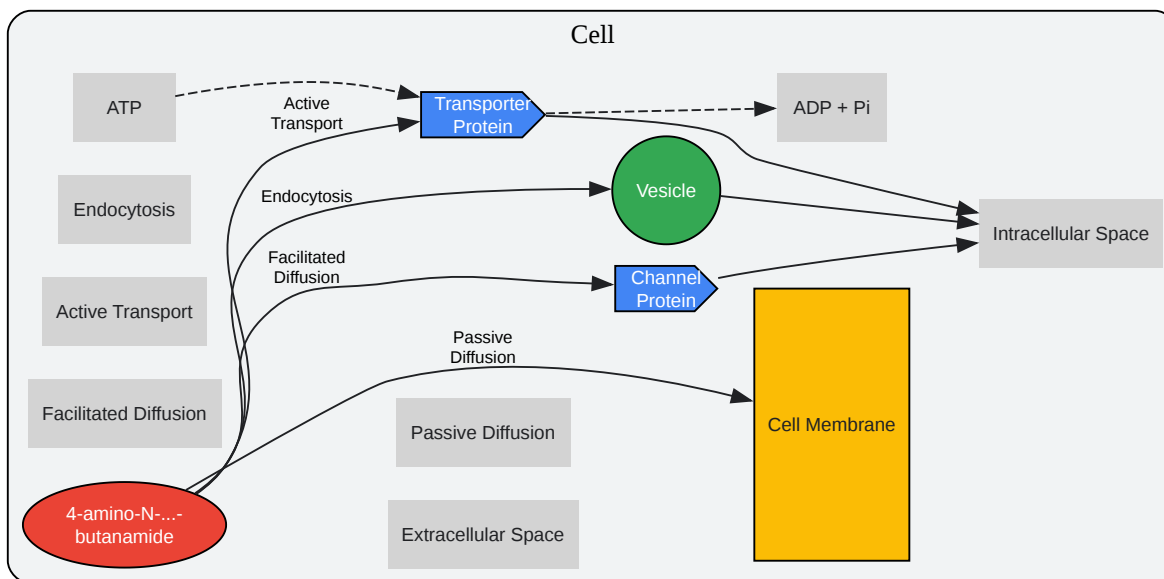 Cell
ATP
Active
Transport
Transporter
Protein
ADP + Pi
Endocytosis
Endocytosis
Vesicle
Intracellular Space
Facilitated
Diffusion
Channel
Protein
Active Transport
Passive
Diffusion
Facilitated Diffusion
Passive Diffusion
Cell Membrane
4-amino-N-...-
butanamide
Extracellular Space